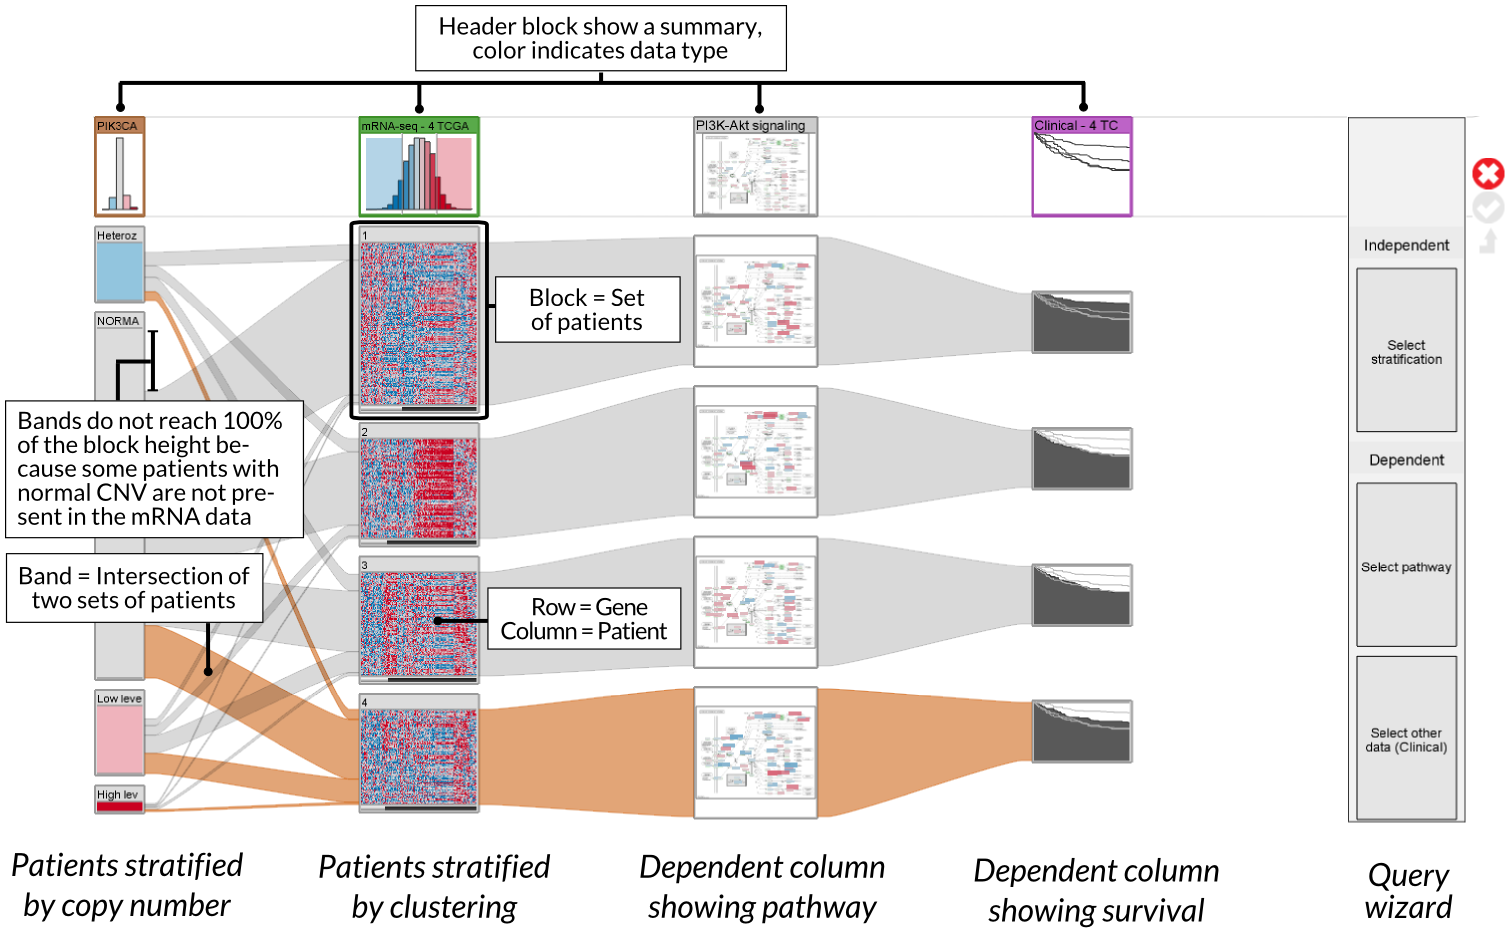 Header block show a summary,
color indicates data type
PIK3CA
mRNA-seq - 4 TCGA
PI3K-Akt signaling
Clinical - 4 TC
Heteroz
1
Independent
Block = Set
of patients
NORMA
Select
stratification
Bands do not reach 100%
of the block height be-
cause some patients with
normal CNV are not pre-
sent in the mRNA data
2
Dependent
Band = Intersection of
two sets of patients
3
Row = Gene
Column = Patient
Select pathway
Low leve
4
Select other
data (Clinical)
High lev
Patients stratified
by copy number
Patients stratified
by clustering
Dependent column
showing pathway
Dependent column
showing survival
Query
wizard